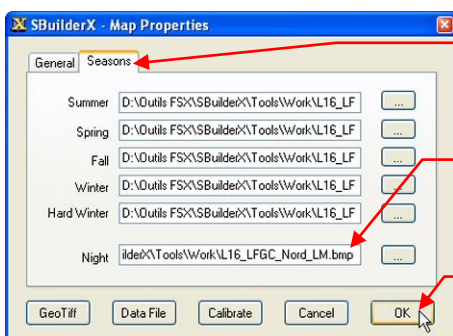 SBuilderX - Map Properties
General Seasons
Summer D:\Outils FSX\SBuilderX\Tools\Work\L16_LF ...
Spring D:\Outils FSX\SBuilderX\Tools\Work\L16_LF ...
Fall D:\Outils FSX\SBuilderX\Tools\Work\L16_LF ...
Winter D:\Outils FSX\SBuilderX\Tools\Work\L16_LF ...
Hard Winter D:\Outils FSX\SBuilderX\Tools\Work\L16_LF ...
Night ilderX\Tools\Work\L16_LFGC_Nord_LM.bmp ...
GeoTiff Data File Calibrate Cancel OK